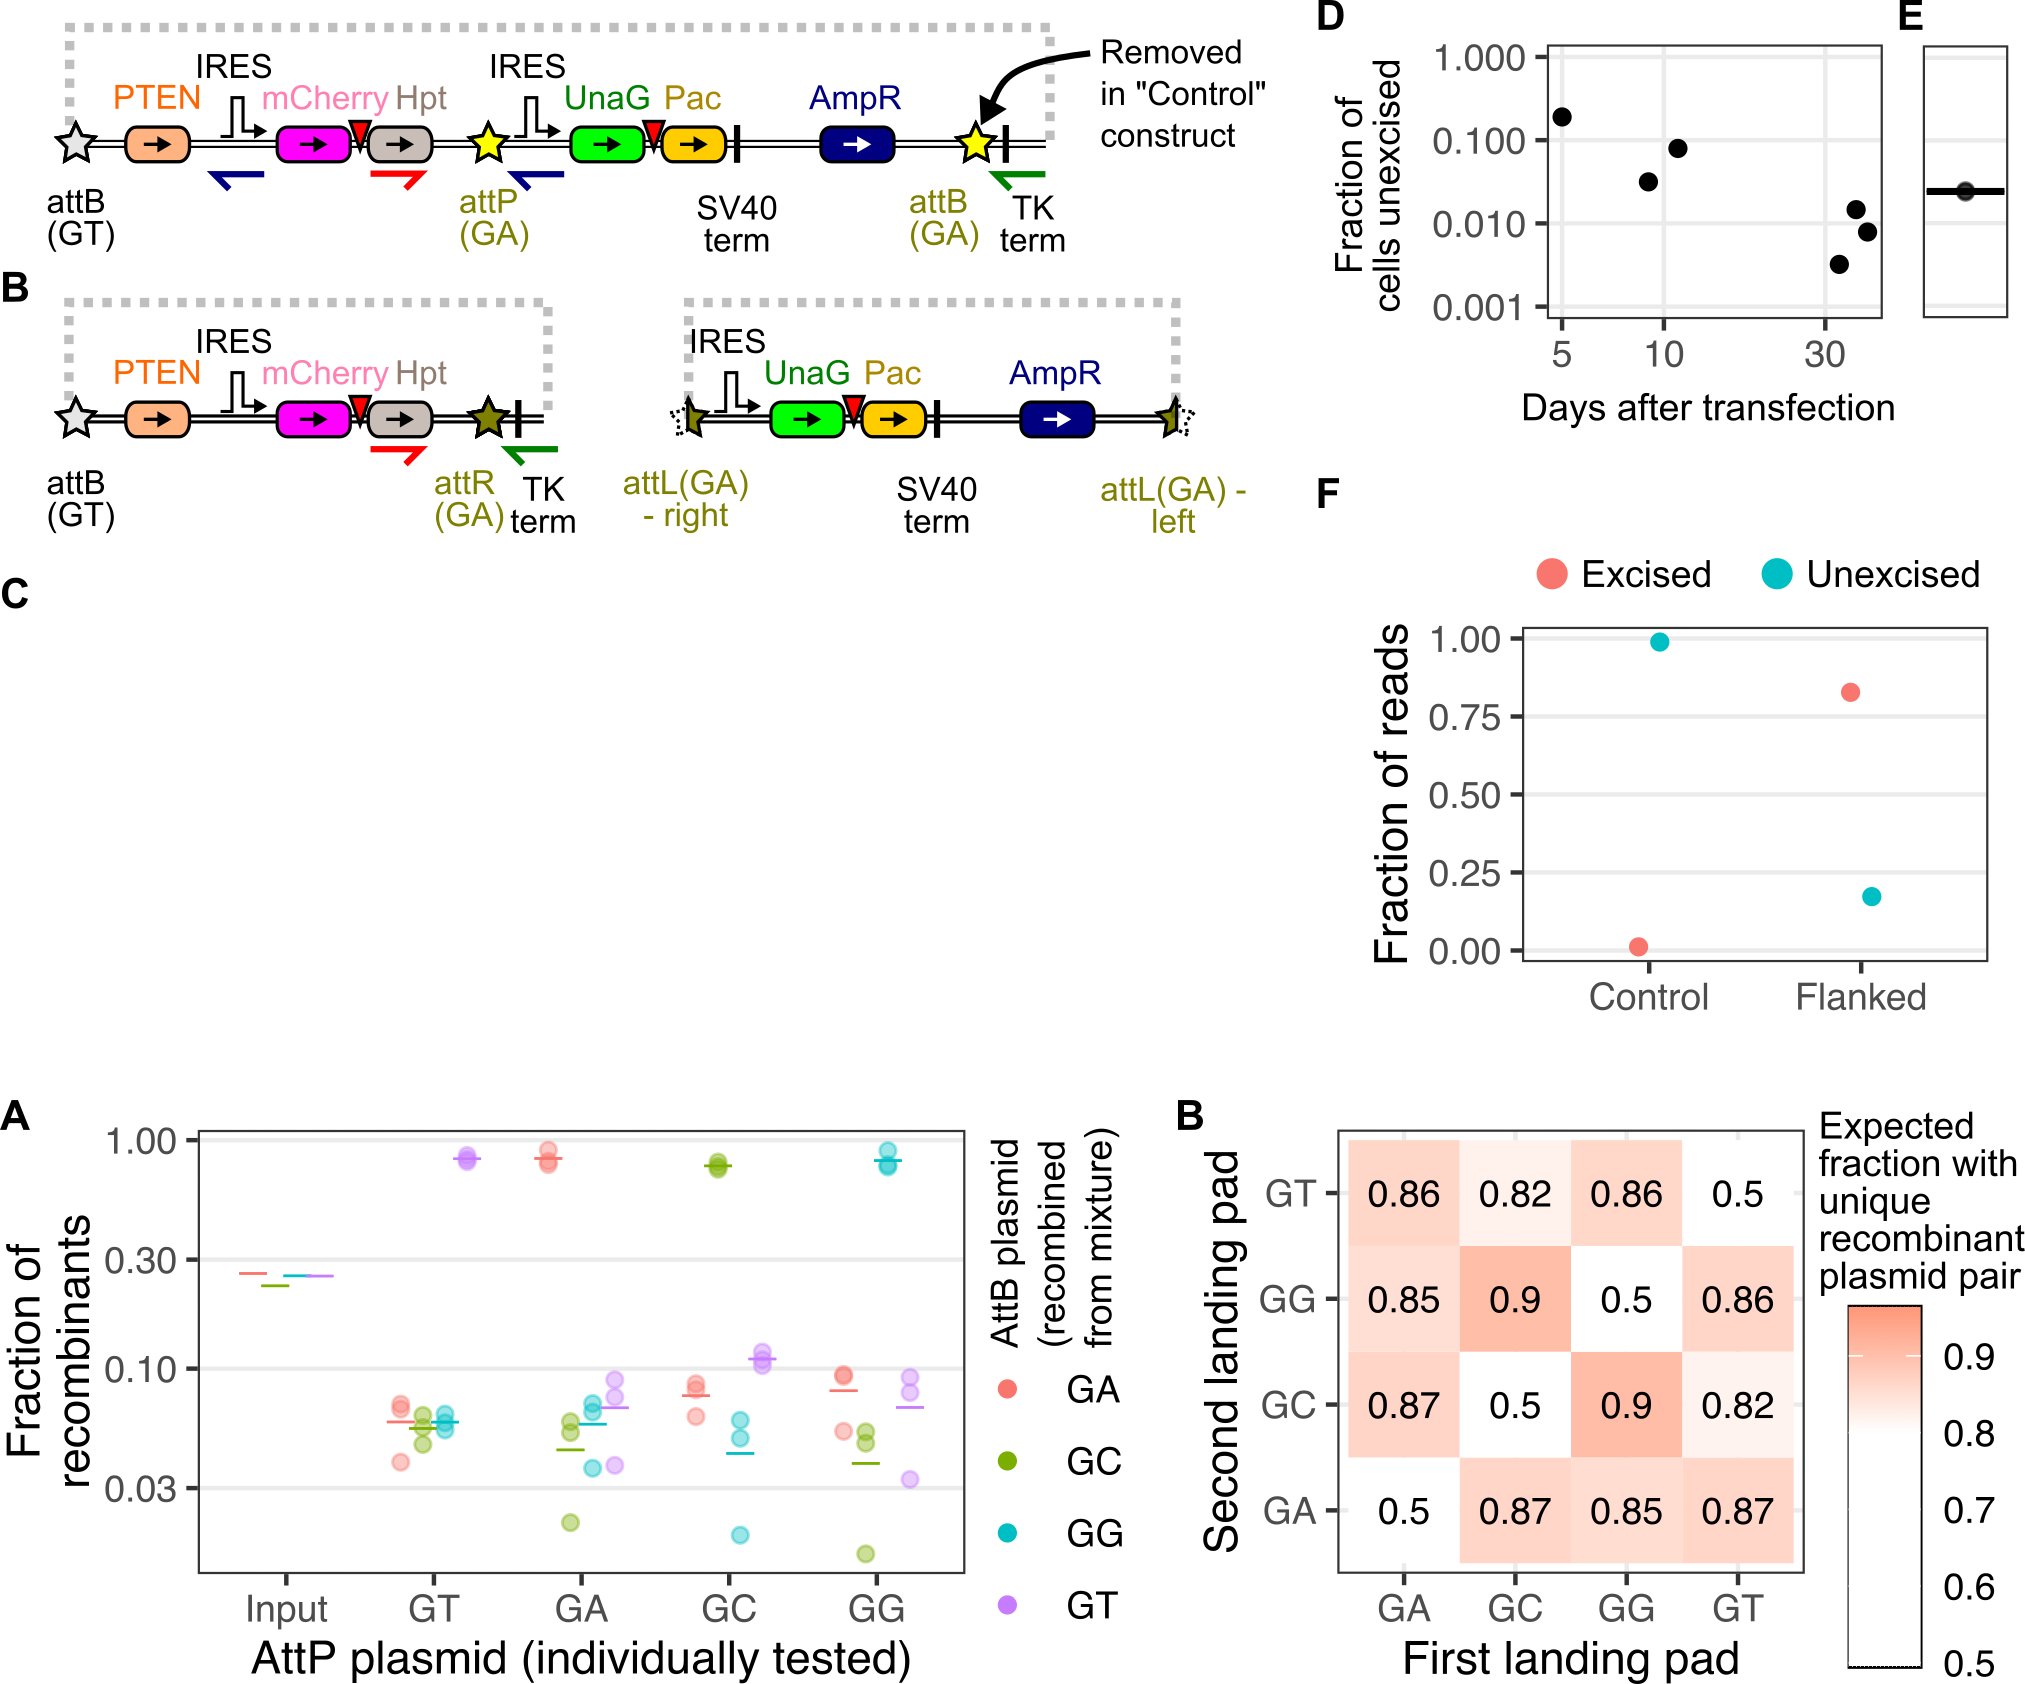 IRES
IRES
PTEN
mCherry
Hpt
UnaG
Pac
AmpR
Removed
in "Control"
construct
attB
(GT)
attP
(GA)
SV40
term
attB
(GA)
TK
term
B
IRES
PTEN
mCherry
Hpt
IRES
UnaG
Pac
AmpR
attB
(GT)
attR
(GA)
TK
term
attL(GA)
- right
SV40
term
attL(GA) -
left
C
D
Fraction of
cells unexcised
1.000
0.100
0.010
0.001
5
10
30
Days after transfection
E
F
Excised
Unexcised
Fraction of reads
1.00
0.75
0.50
0.25
0.00
Control
Flanked
A
Fraction of
recombinants
1.00
0.30
0.10
0.03
Input
GT
GA
GC
GG
AttP plasmid (individually tested)
AttB plasmid
(recombined
from mixture)
GA
GC
GG
GT
B
Second landing pad
GT
0.86
0.82
0.86
0.5
GG
0.85
0.9
0.5
0.86
GC
0.87
0.5
0.9
0.82
GA
0.5
0.87
0.85
0.87
GA
GC
GG
GT
First landing pad
Expected
fraction with
unique
recombinant
plasmid pair
0.9
0.8
0.7
0.6
0.5